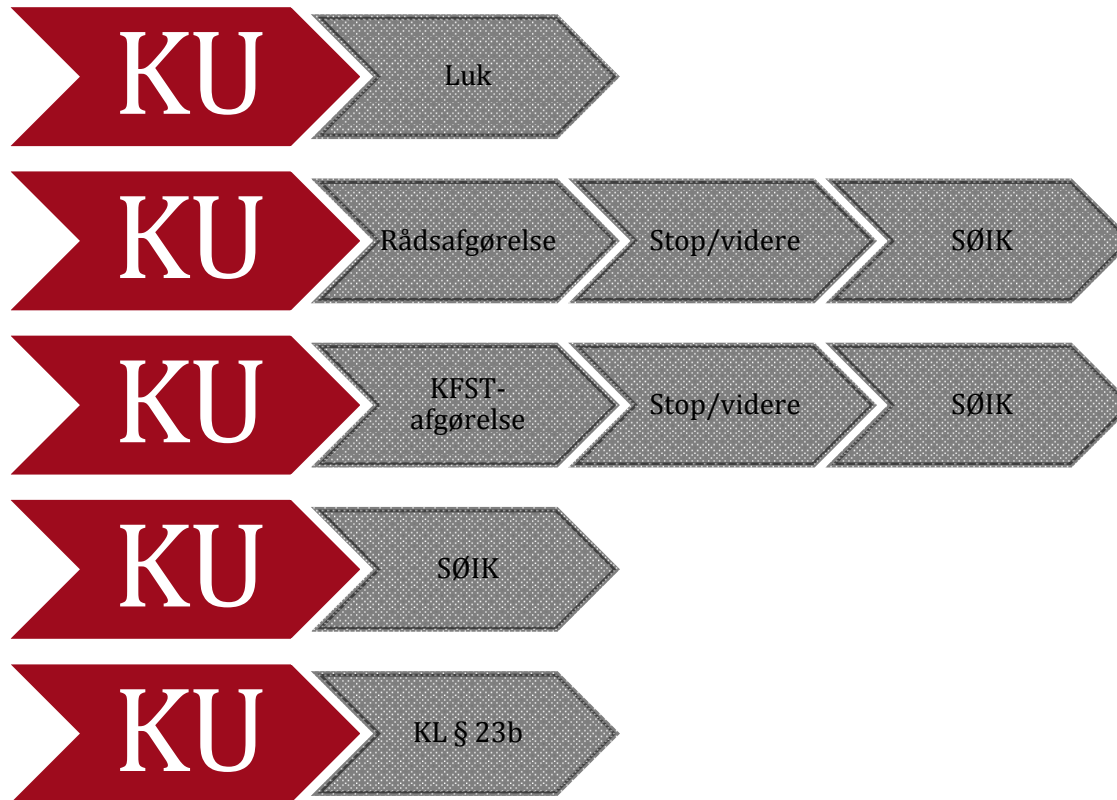 KU
Luk
KU
Rådsafgørelse
Stop/videre
SØIK
KU
KFST-
afgørelse
Stop/videre
SØIK
KU
SØIK
KU
KL § 23b